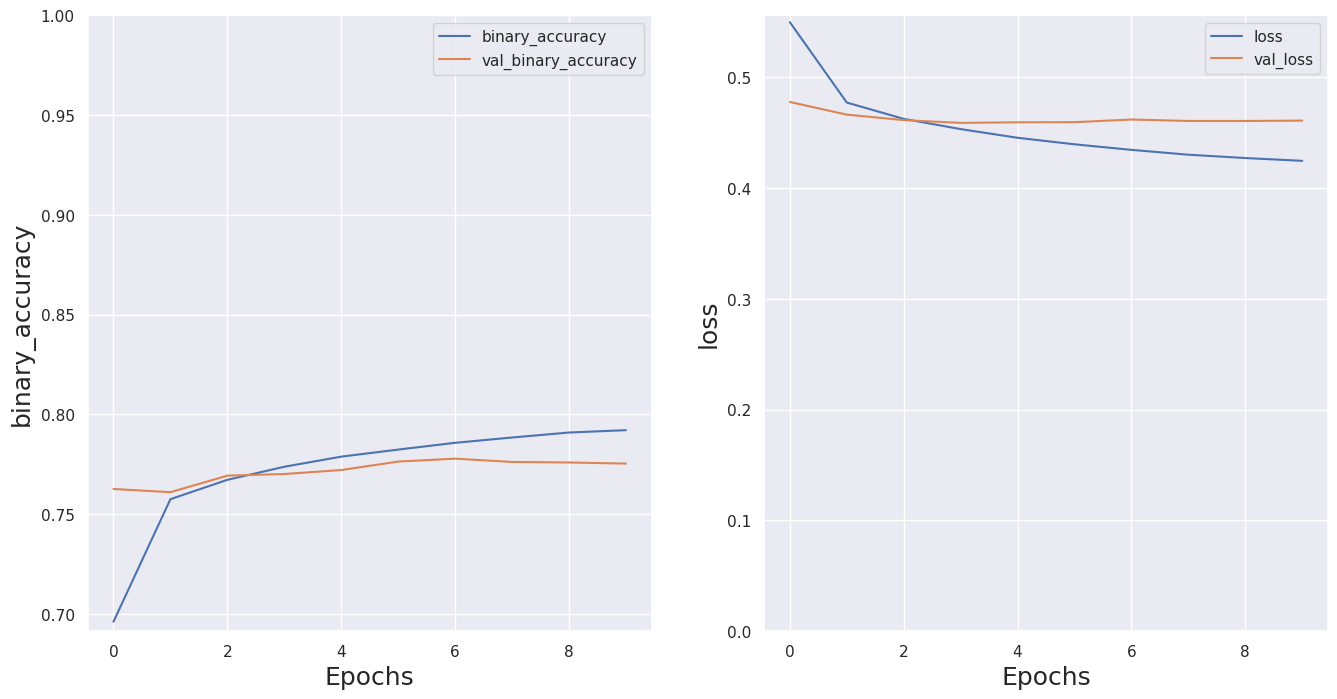 binary_accuracy
val_binary_accuracy
1.00
0.95
0.90
0.85
0.80
0.75
0.70
binary_accuracy
0 2 4 6 8
Epochs
loss
val_loss
0.5
0.4
0.3
0.2
0.1
0.0
loss
0 2 4 6 8
Epochs